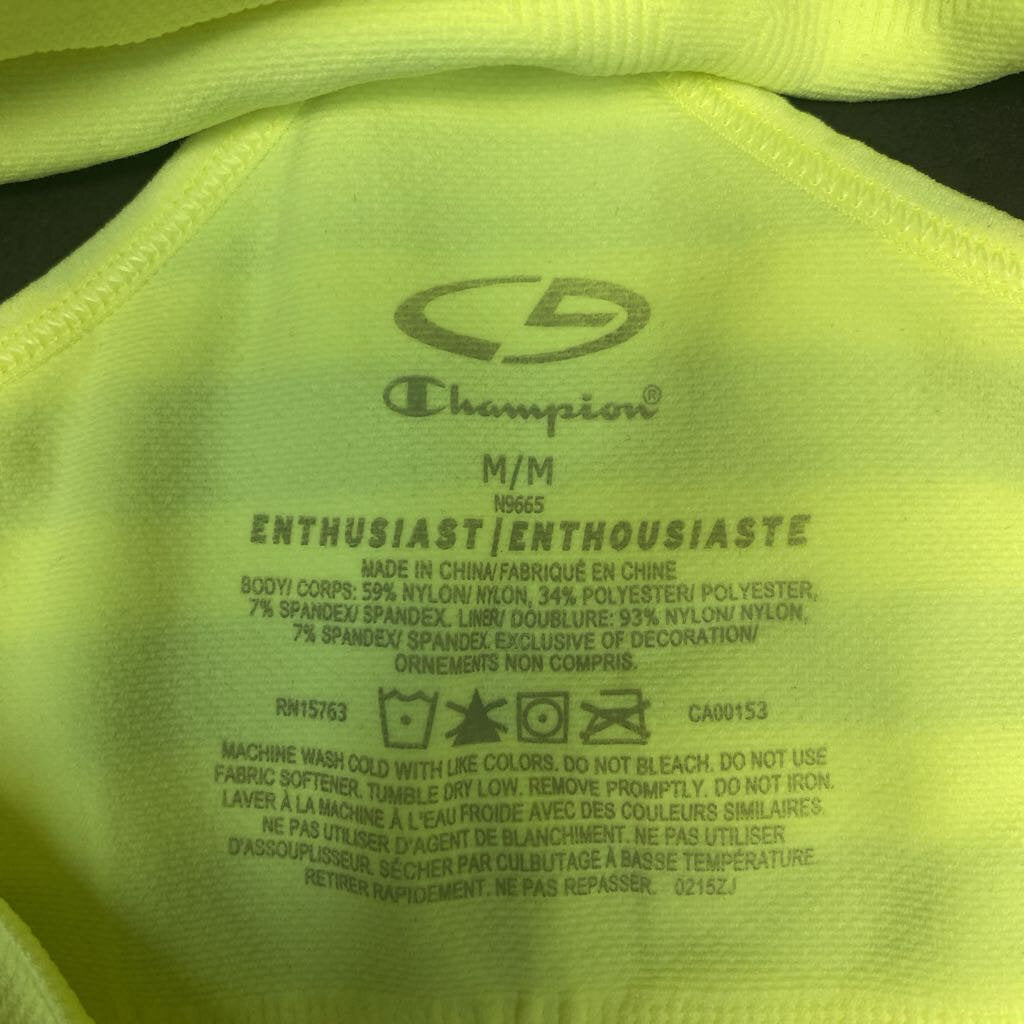 Champion®
M/M
N9665
ENTHUSIAST/ENTHOUSIASTE
MADE IN CHINA/FABRIQUÉ EN CHINE
BODY/ CORPS: 59% NYLON/ NYLON, 34% POLYESTER/ POLYESTER,
7% SPANDEX/ SPANDEX. LINER/ DOUBLURE: 93% NYLON/ NYLON,
7% SPANDEX/ SPANDEX. EXCLUSIVE OF DECORATION/
ORNEMENTS NON COMPRIS.
RN15763 CA00153
MACHINE WASH COLD WITH LIKE COLORS. DO NOT BLEACH. DO NOT USE
FABRIC SOFTENER. TUMBLE DRY LOW. REMOVE PROMPTLY. DO NOT IRON.
LAVER À LA MACHINE À L'EAU FROIDE AVEC DES COULEURS SIMILAIRES.
NE PAS UTILISER D'AGENT DE BLANCHIMENT. NE PAS UTILISER
D'ASSOUPLISSEUR. SÉCHER PAR CULBUTAGE À BASSE TEMPÉRATURE.
RETIRER RAPIDEMENT. NE PAS REPASSER. 0215ZJ